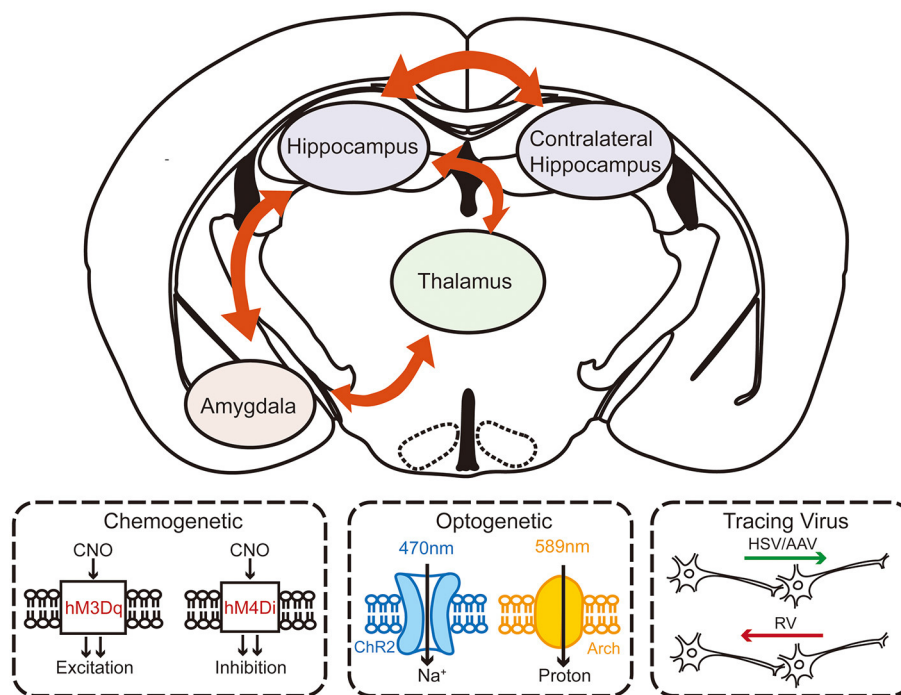 Hippocampus
Contralateral
Hippocampus
Thalamus
Amygdala
Chemogenetic
CNO
CNO
hM3Dq
hM4Di
Excitation
Inhibition
Optogenetic
470nm
589nm
ChR2
Arch
Na⁺
Proton
Tracing Virus
HSV/AAV
RV